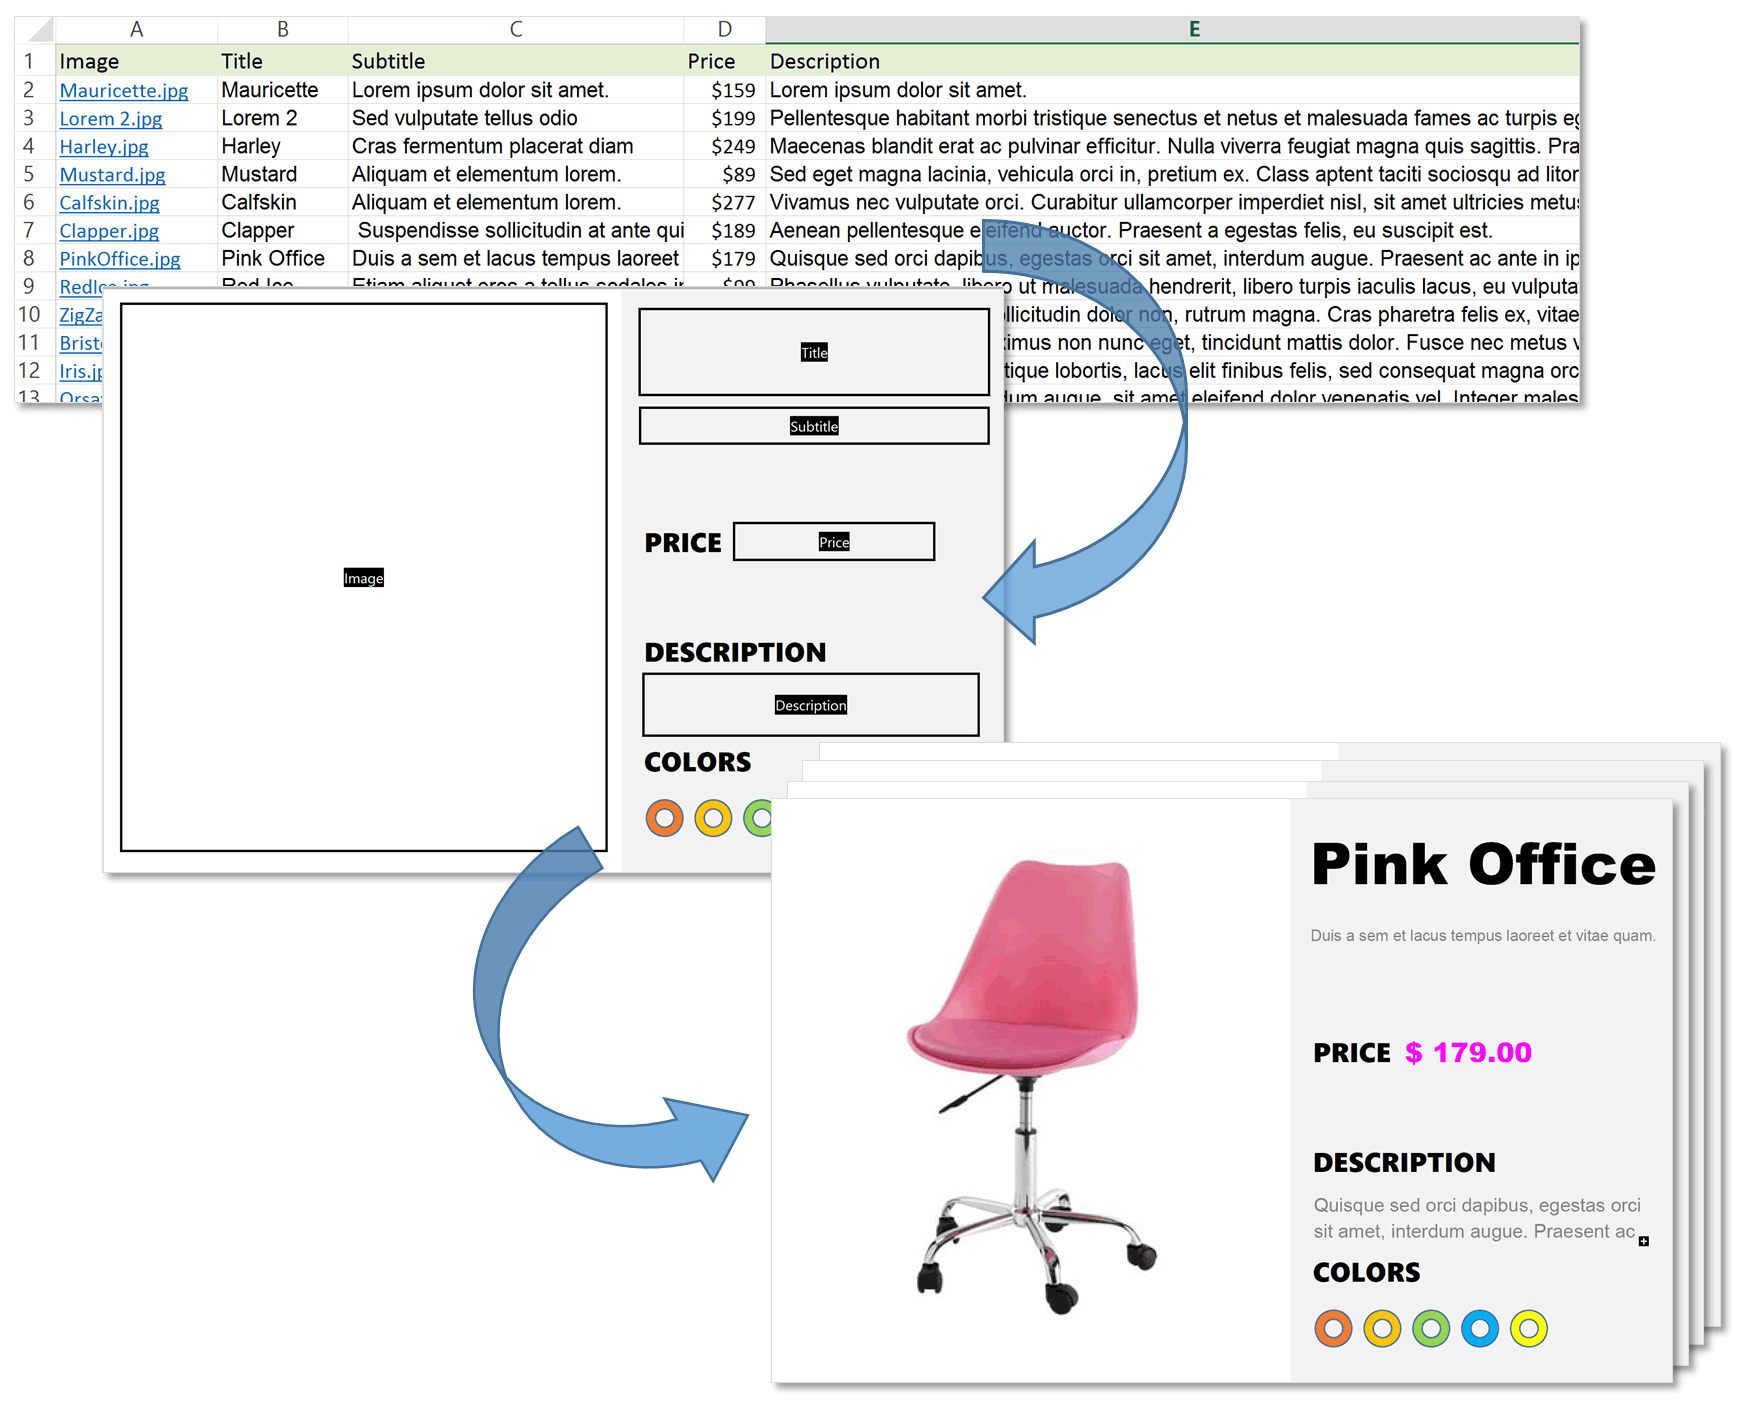 A B C D E
1 Image Title Subtitle Price Description
2 Mauricette.jpg Mauricette Lorem ipsum dolor sit amet. $159 Lorem ipsum dolor sit amet.
3 Lorem 2.jpg Lorem 2 Sed vulputate tellus odio $199 Pellentesque habitant morbi tristique senectus et netus et malesuada fames ac turpis eg
4 Harley.jpg Harley Cras fermentum placerat diam $249 Maecenas blandit erat ac pulvinar efficitur. Nulla viverra feugiat magna quis sagittis. Pra
5 Mustard.jpg Mustard Aliquam et elementum lorem. $89 Sed eget magna lacinia, vehicula orci in, pretium ex. Class aptent taciti sociosqu ad litor
6 Calfskin.jpg Calfskin Aliquam et elementum lorem. $277 Vivamus nec vulputate orci. Curabitur ullamcorper imperdiet nisl, sit amet ultricies metus
7 Clapper.jpg Clapper Suspendisse sollicitudin at ante qui $189 Aenean pellentesque eleifend auctor. Praesent a egestas felis, eu suscipit est.
8 PinkOffice.jpg Pink Office Duis a sem et lacus tempus laoreet $179 Quisque sed orci dapibus, egestas orci sit amet, interdum augue. Praesent ac ante in ip
9 RedIce.jpg Red Ice Etiam aliquet eros a tellus sodales $99 Phasellus vulputate, libero ut malesuada hendrerit, libero turpis iaculis lacus, eu vulputa
10 ZigZa llicitudin dolor non, rutrum magna. Cras pharetra felis ex, vitae
11 Brist ximus non nunc eget, tincidunt mattis dolor. Fusce nec metus v
12 Iris.j tique lobortis, lacus elit finibus felis, sed consequat magna orc
13 Orsa dum augue, sit amet eleifend dolor venenatis vel. Integer males
Image
Title
Subtitle
PRICE Price
DESCRIPTION
Description
COLORS
Pink Office
Duis a sem et lacus tempus laoreet et vitae quam.
PRICE $ 179.00
DESCRIPTION
Quisque sed orci dapibus, egestas orci
sit amet, interdum augue. Praesent ac
COLORS